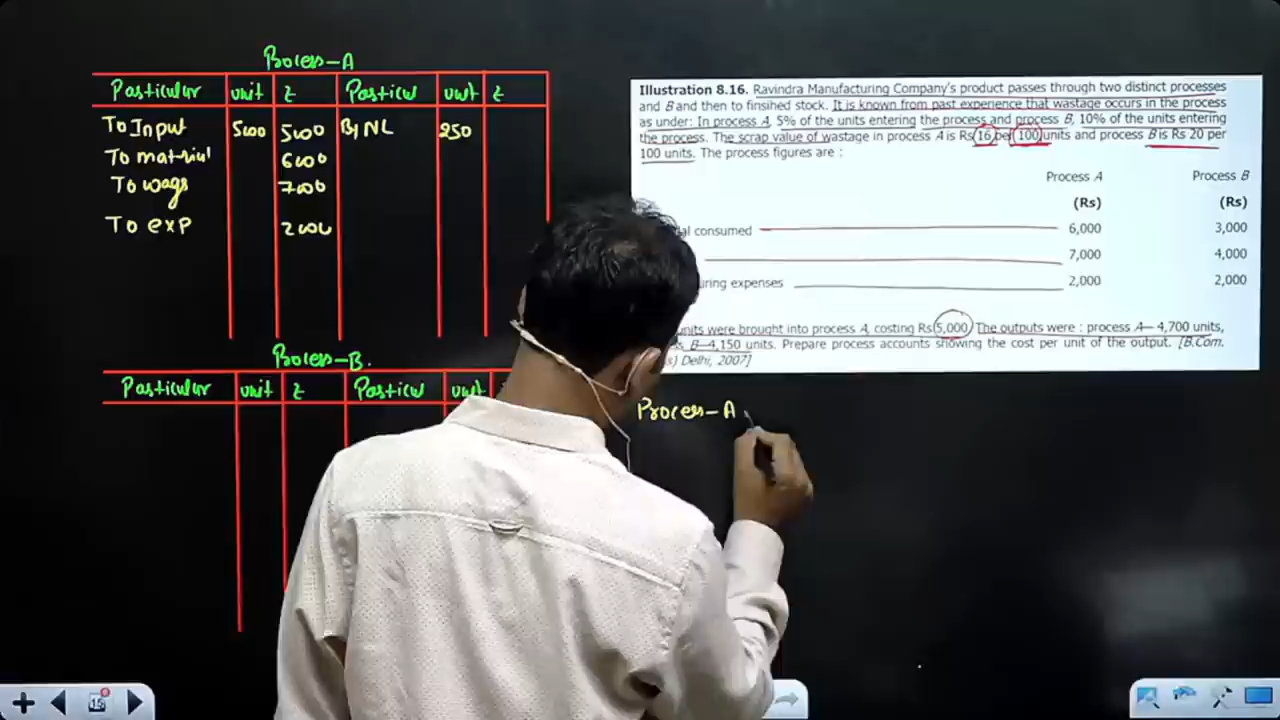 Process-A
Particular unit ₹ Particul unit ₹
To Input 5000 5000 By NL 250
To material 6000
To wags 7000
To exp 2000
Process-B.
Particular unit ₹ Particul unit
Illustration 8.16. Ravindra Manufacturing Company's product passes through two distinct processes
and B and then to finsihed stock. It is known from past experience that wastage occurs in the process
as under: In process A, 5% of the units entering the process and process B, 10% of the units entering
the process. The scrap value of wastage in process A is Rs 16 per 100 units and process B is Rs 20 per
100 units. The process figures are :
Process A Process B
(Rs) (Rs)
consumed 6,000 3,000
7,000 4,000
expenses 2,000 2,000
units were brought into process A, costing Rs 5,000 The outputs were : process A— 4,700 units,
B—4,150 units. Prepare process accounts showing the cost per unit of the output. [B.Com.
Delhi, 2007]
Process-A